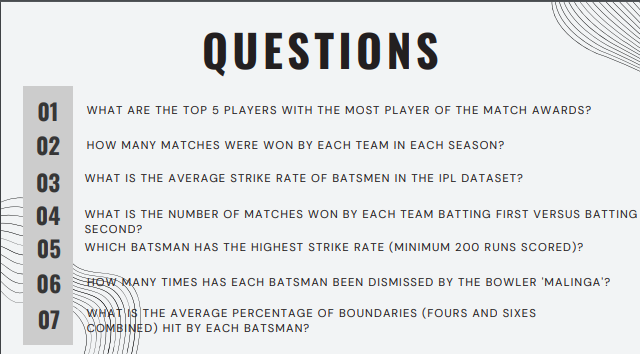 QUESTIONS
01 WHAT ARE THE TOP 5 PLAYERS WITH THE MOST PLAYER OF THE MATCH AWARDS?
02 HOW MANY MATCHES WERE WON BY EACH TEAM IN EACH SEASON?
03 WHAT IS THE AVERAGE STRIKE RATE OF BATSMEN IN THE IPL DATASET?
04 WHAT IS THE NUMBER OF MATCHES WON BY EACH TEAM BATTING FIRST VERSUS BATTING
SECOND?
05 WHICH BATSMAN HAS THE HIGHEST STRIKE RATE (MINIMUM 200 RUNS SCORED)?
06 HOW MANY TIMES HAS EACH BATSMAN BEEN DISMISSED BY THE BOWLER 'MALINGA'?
07 WHAT IS THE AVERAGE PERCENTAGE OF BOUNDARIES (FOURS AND SIXES
COMBINED) HIT BY EACH BATSMAN?